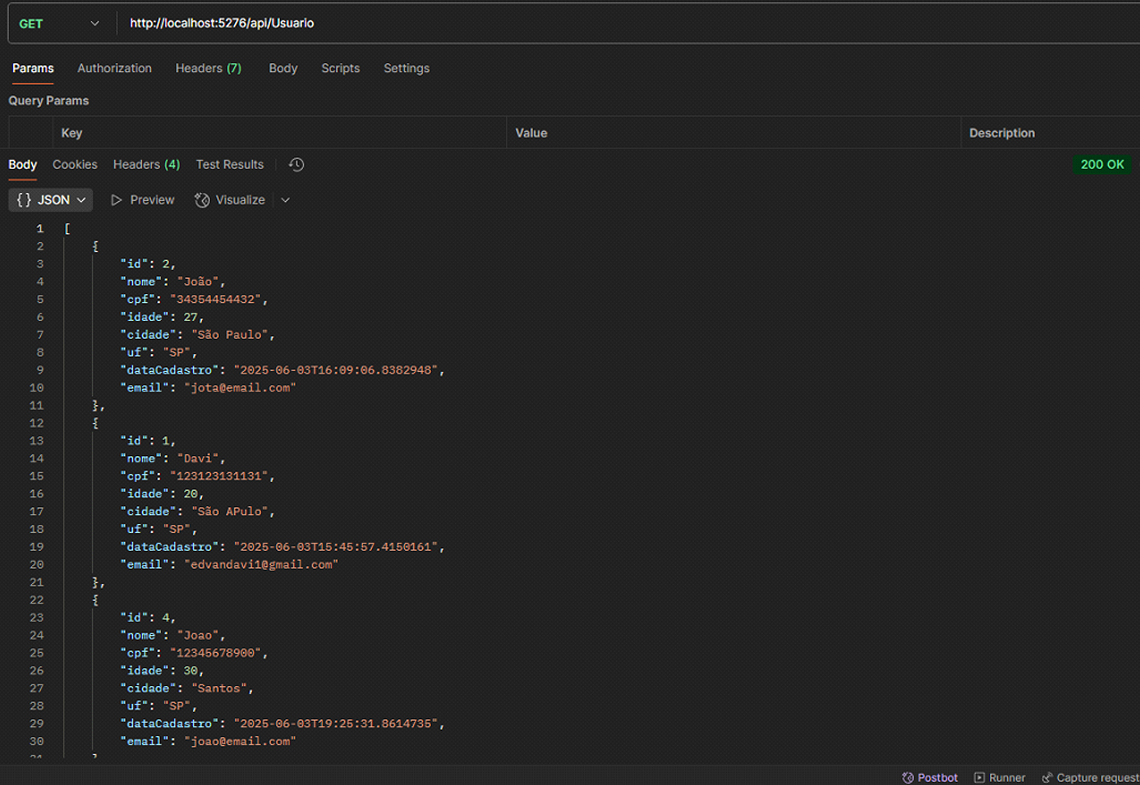 GET http://localhost:5276/api/Usuario
Params Authorization Headers (7) Body Scripts Settings
Query Params
Key Value Description
Body Cookies Headers (4) Test Results 200 OK
{} JSON Preview Visualize
1 [
2 {
3 "id": 2,
4 "nome": "João",
5 "cpf": "34354454432",
6 "idade": 27,
7 "cidade": "São Paulo",
8 "uf": "SP",
9 "dataCadastro": "2025-06-03T16:09:06.8382948",
10 "email": "jota@email.com"
11 },
12 {
13 "id": 1,
14 "nome": "Davi",
15 "cpf": "123123131131",
16 "idade": 20,
17 "cidade": "São APulo",
18 "uf": "SP",
19 "dataCadastro": "2025-06-03T15:45:57.4150161",
20 "email": "edvandavi1@gmail.com"
21 },
22 {
23 "id": 4,
24 "nome": "Joao",
25 "cpf": "12345678900",
26 "idade": 30,
27 "cidade": "Santos",
28 "uf": "SP",
29 "dataCadastro": "2025-06-03T19:25:31.8614735",
30 "email": "joao@email.com"
Postbot Runner Capture request